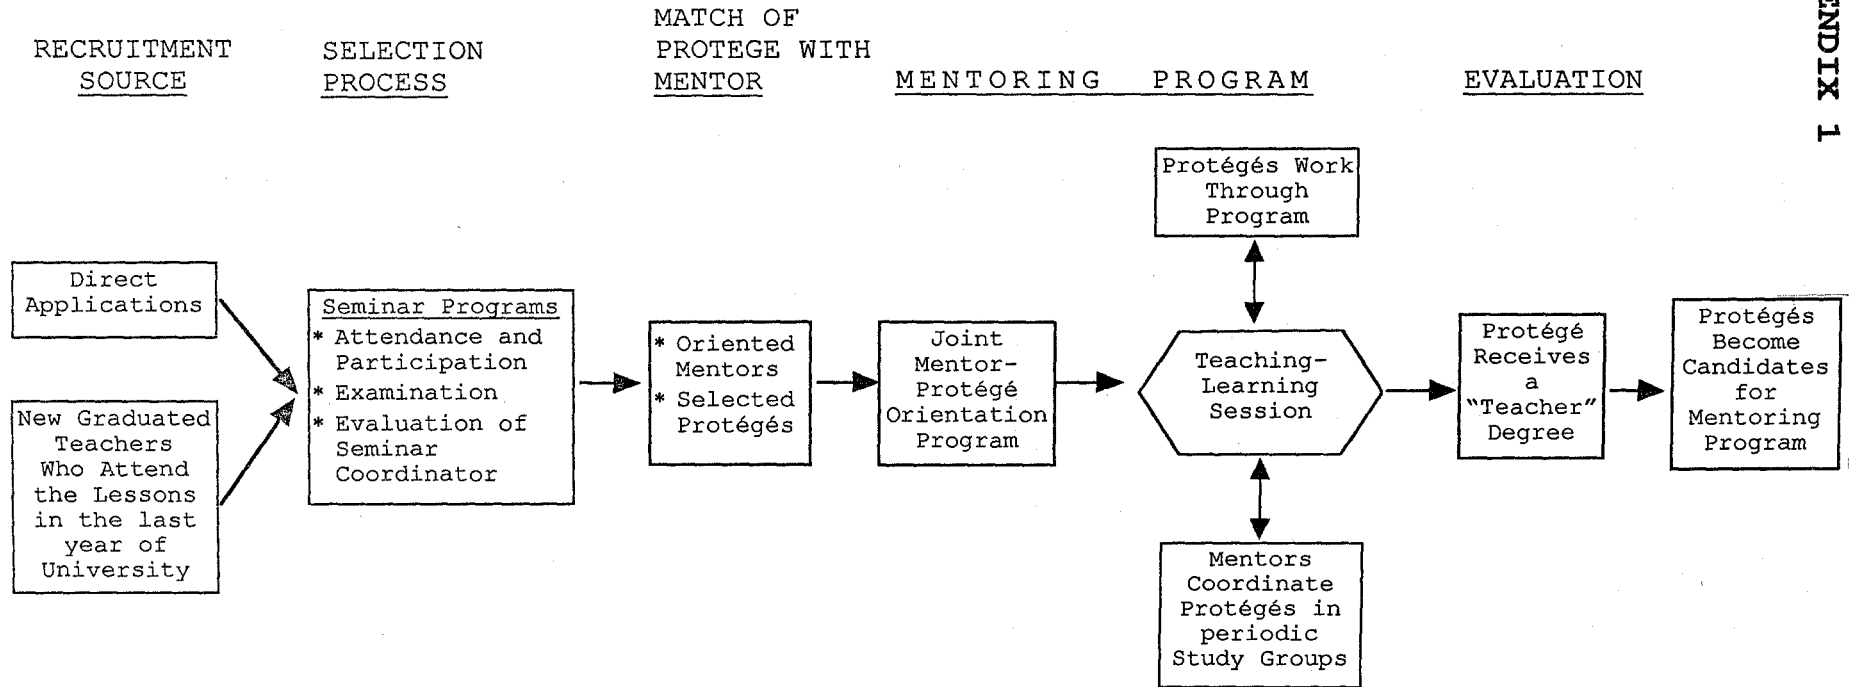 RECRUITMENT
SOURCE
SELECTION
PROCESS
MATCH OF
PROTEGE WITH
MENTOR
MENTORING PROGRAM
EVALUATION
ENDIX 1
Direct
Applications
New Graduated
Teachers
Who Attend
the Lessons
in the last
year of
University
Seminar Programs
* Attendance and
Participation
* Examination
* Evaluation of
Seminar
Coordinator
* Oriented
Mentors
* Selected
Protégés
Joint
Mentor-
Protégé
Orientation
Program
Protégés Work
Through
Program
Teaching-
Learning
Session
Mentors
Coordinate
Protégés in
periodic
Study Groups
Protégé
Receives
a
"Teacher"
Degree
Protégés
Become
Candidates
for
Mentoring
Program